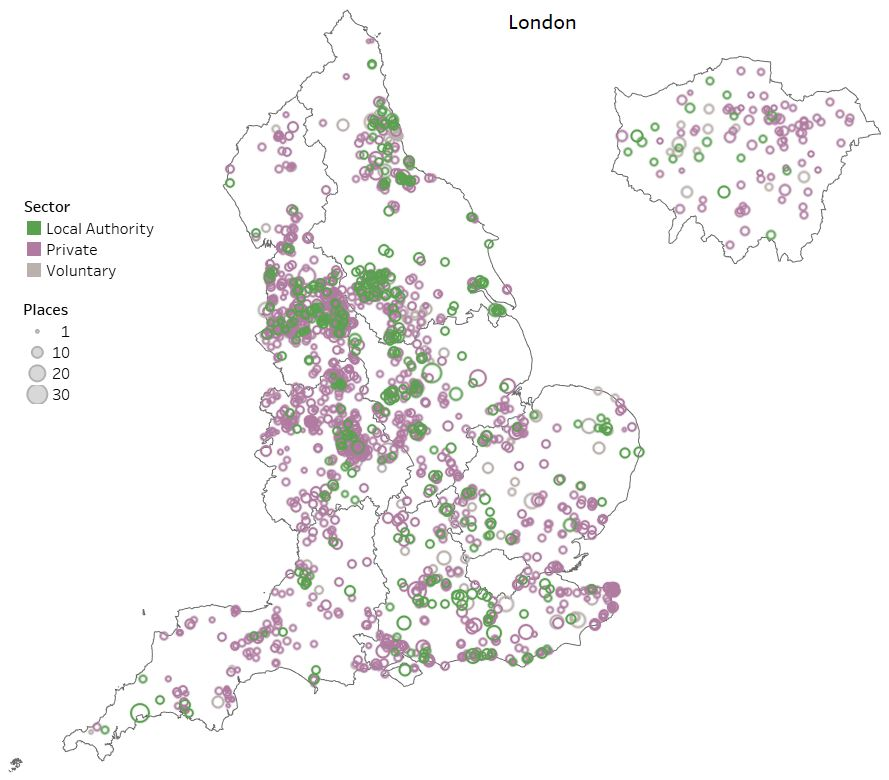 London
Sector
Local Authority
Private
Voluntary
Places
1
10
20
30